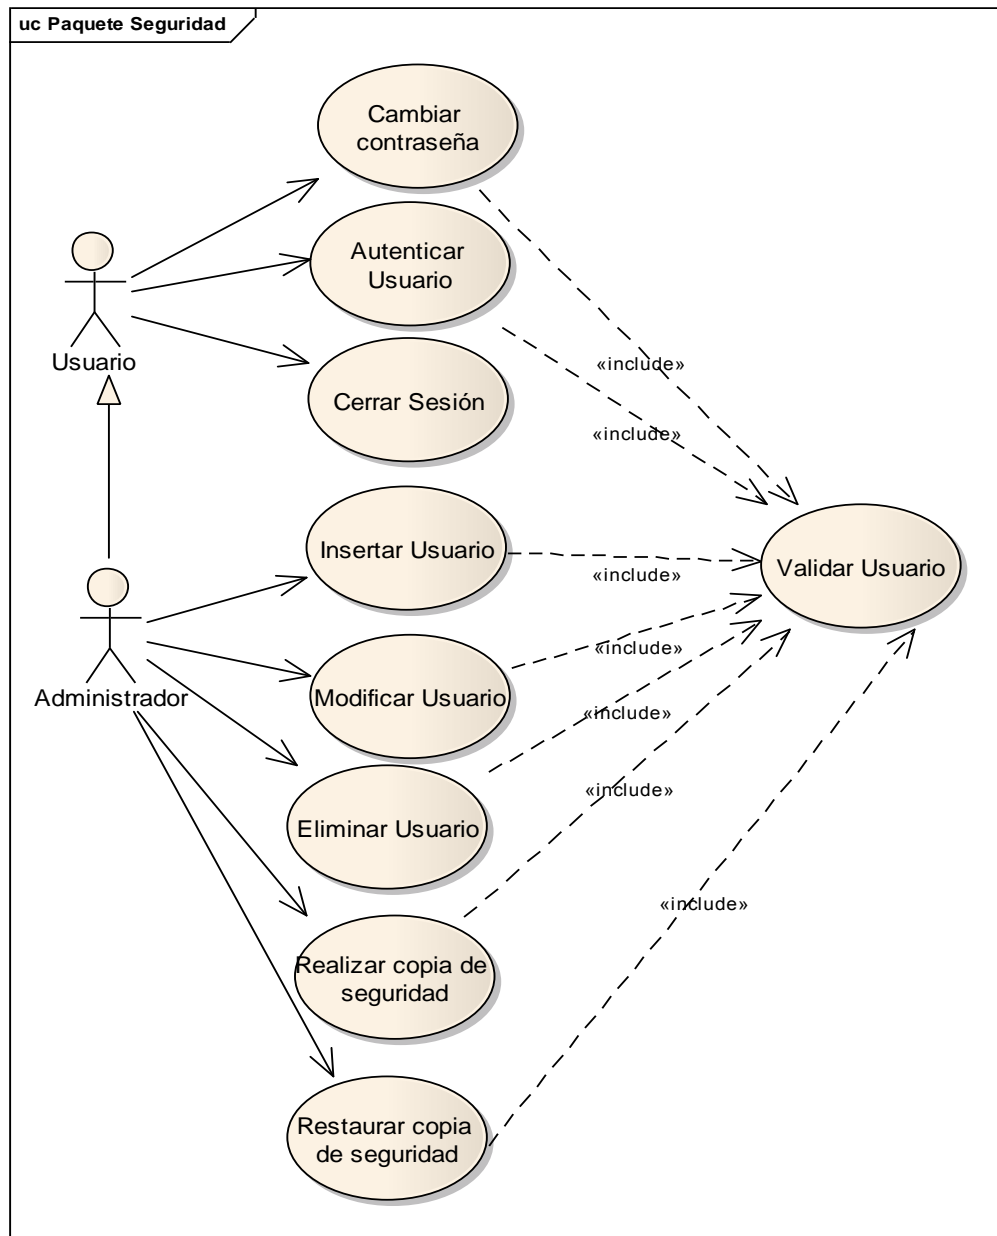 uc Paquete Seguridad
Cambiar
contraseña
Autenticar
Usuario
Usuario
«include»
Cerrar Sesión
«include»
Insertar Usuario
Validar Usuario
«include»
Administrador
Modificar Usuario
«include»
«include»
Eliminar Usuario
«include»
«include»
Realizar copia de
seguridad
Restaurar copia
de seguridad